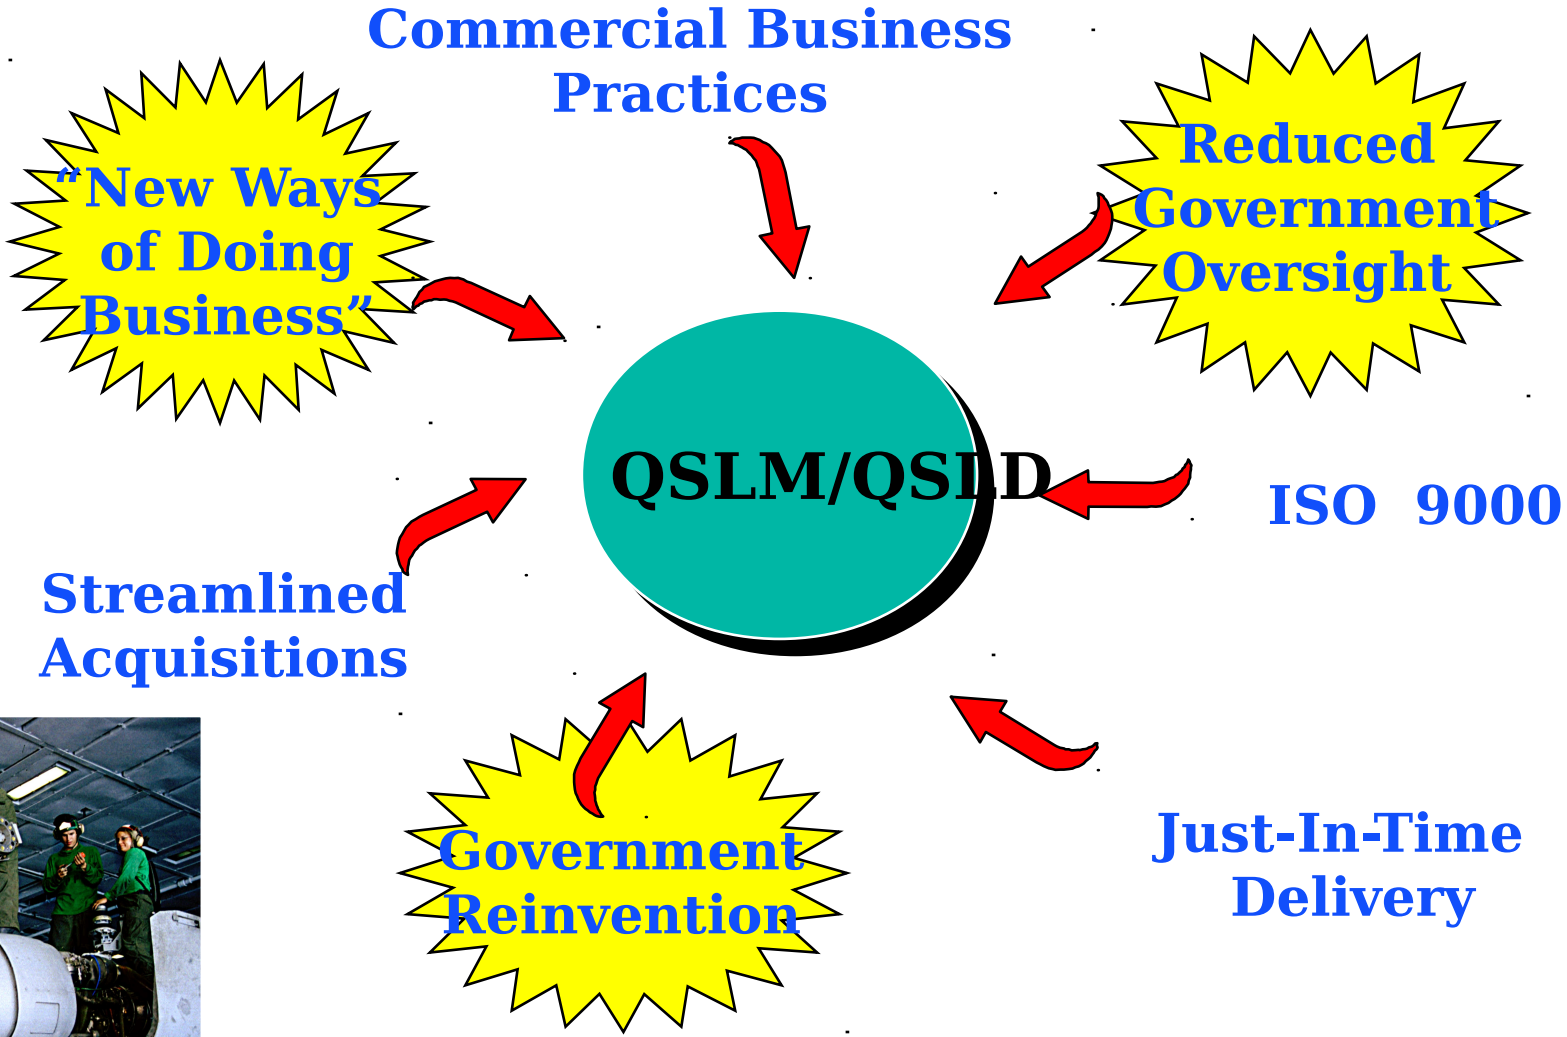 Commercial Business
Practices
“New Ways
of Doing
Business”
Reduced
Government
Oversight
QSLM/QSLD
ISO  9000
Streamlined
Acquisitions
Government
Reinvention
Just-In-Time
Delivery